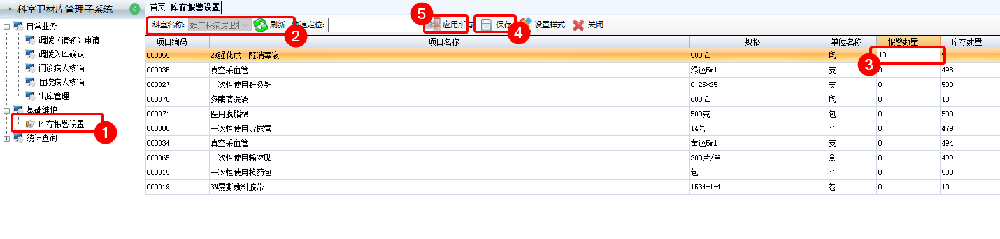 科室卫材库管理子系统
首页 库存报警设置
日常业务
调拨（请领）申请
调拨入库确认
门诊病人核销
住院病人核销
出库管理
基础维护
库存报警设置
统计查询
1
科室名称: 妇产科病房卫 刷新 速定位: 应用所有 保存 设置样式 关闭
2
5
4
3
项目编码 项目名称 规格 单位名称 报警数量 库存数量
000055 2%强化戊二醛消毒液 500ml 瓶 10
000035 真空采血管 绿色5ml 支 0 498
000027 一次性使用针灸针 0.25*25 支 0 500
000075 多酶清洗液 600ml 瓶 0 10
000071 医用脱脂棉 500克 包 0 500
000080 一次性使用导尿管 14号 个 0 479
000034 真空采血管 黄色5ml 支 0 494
000065 一次性使用输液贴 200片/盒 盒 0 499
000015 一次性使用换药包 包 个 0 500
000019 3M易撕敷料胶带 1534-1-1 卷 0 10